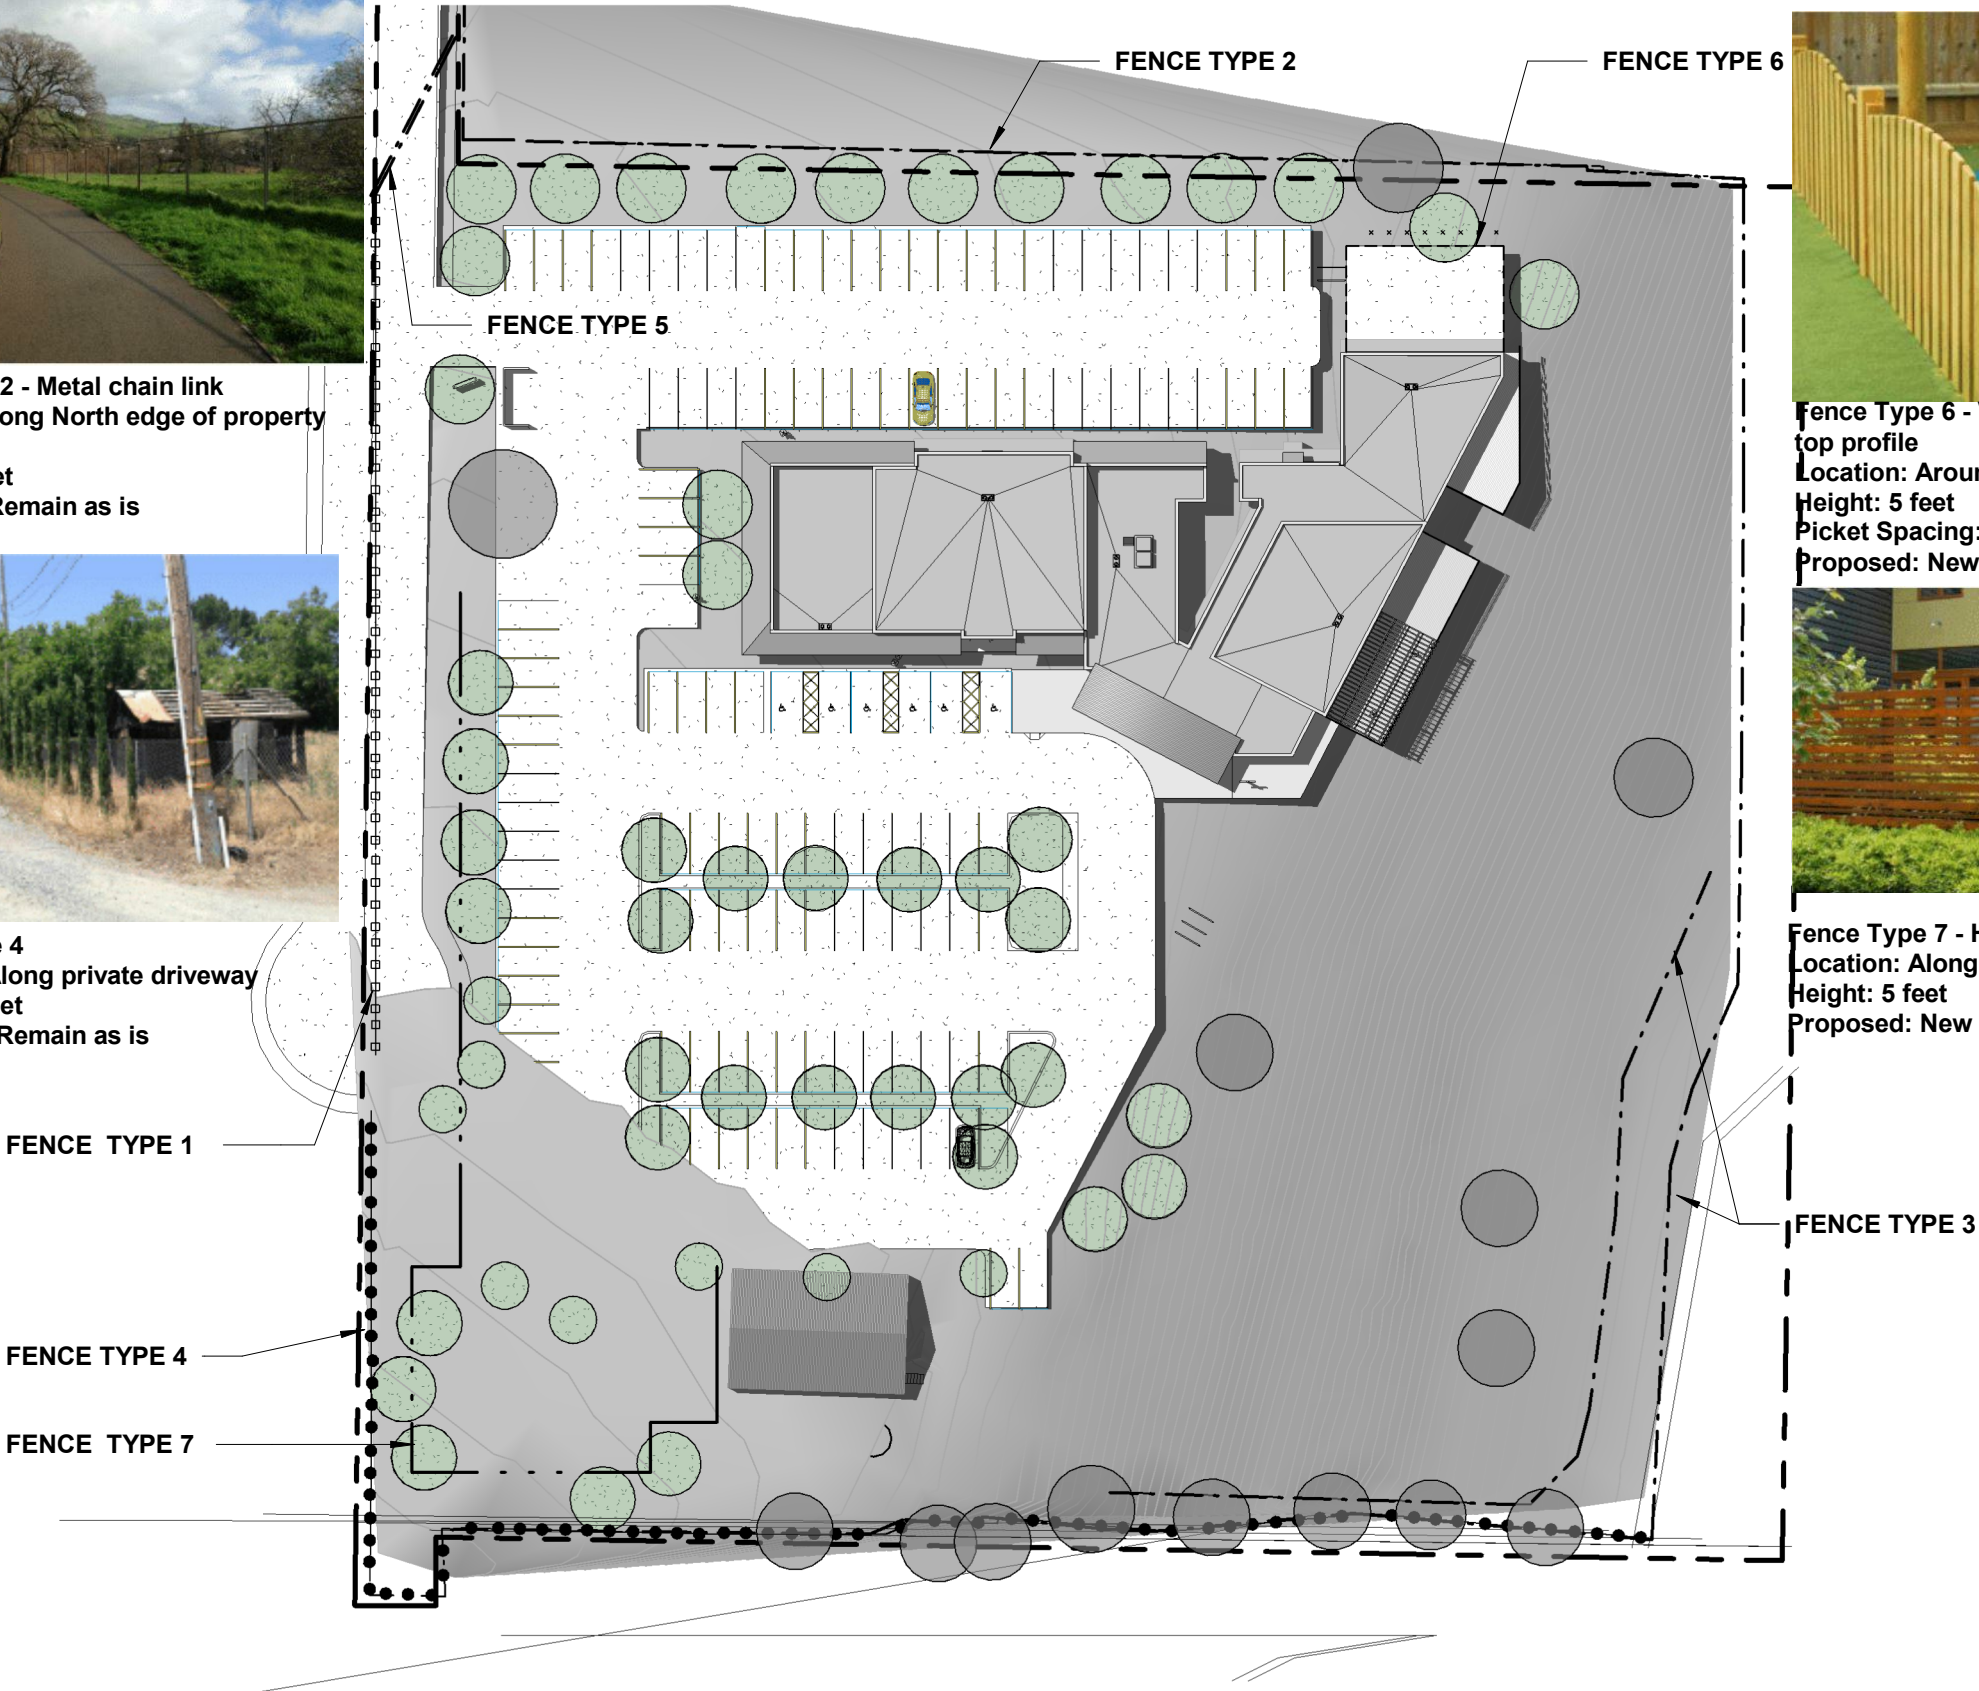 FENCE TYPE 2
FENCE TYPE 6
FENCE TYPE 5
2 - Metal chain link
ong North edge of property
et
Remain as is
Fence Type 6 -
top profile
Location: Arour
Height: 5 feet
Picket Spacing:
Proposed: New
e 4
Along private driveway
eet
Remain as is
Fence Type 7 - H
Location: Along
Height: 5 feet
Proposed: New
FENCE TYPE 1
FENCE TYPE 3
FENCE TYPE 4
FENCE TYPE 7